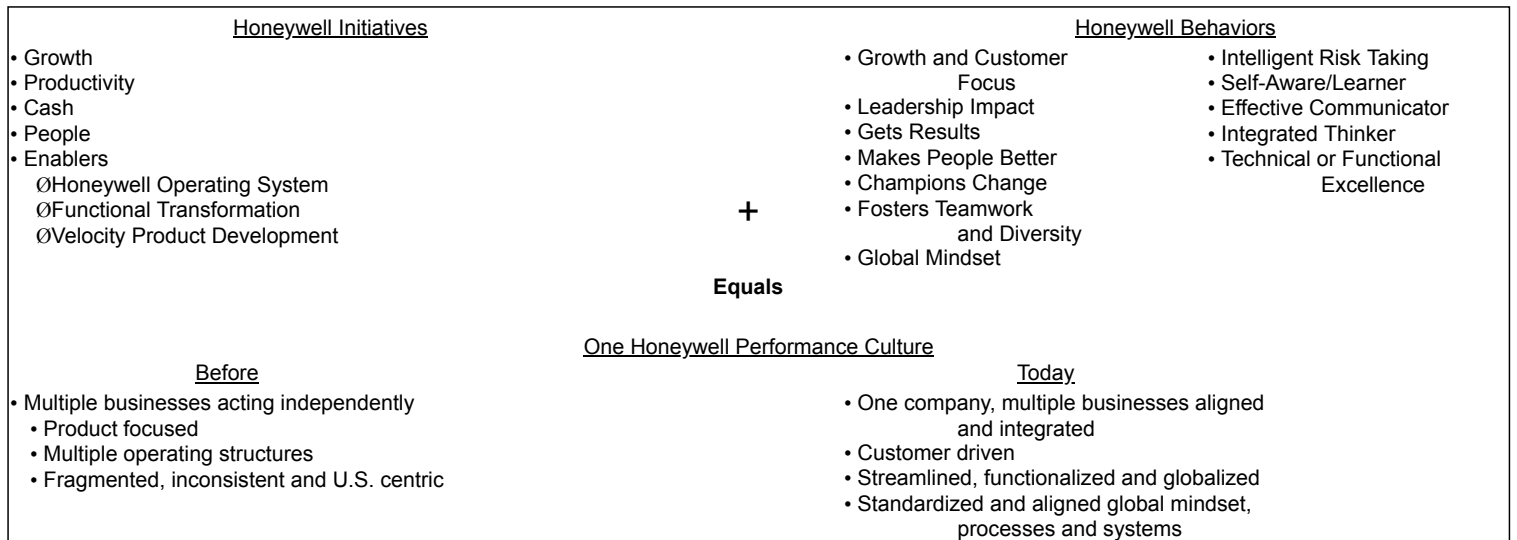 Honeywell Initiatives
• Growth
• Productivity
• Cash
• People
• Enablers
ØHoneywell Operating System
ØFunctional Transformation
ØVelocity Product Development
+
Honeywell Behaviors
• Growth and Customer
Focus
• Leadership Impact
• Gets Results
• Makes People Better
• Champions Change
• Fosters Teamwork
and Diversity
• Global Mindset
• Intelligent Risk Taking
• Self-Aware/Learner
• Effective Communicator
• Integrated Thinker
• Technical or Functional
Excellence
Equals
One Honeywell Performance Culture
Before
• Multiple businesses acting independently
• Product focused
• Multiple operating structures
• Fragmented, inconsistent and U.S. centric
Today
• One company, multiple businesses aligned
and integrated
• Customer driven
• Streamlined, functionalized and globalized
• Standardized and aligned global mindset,
processes and systems